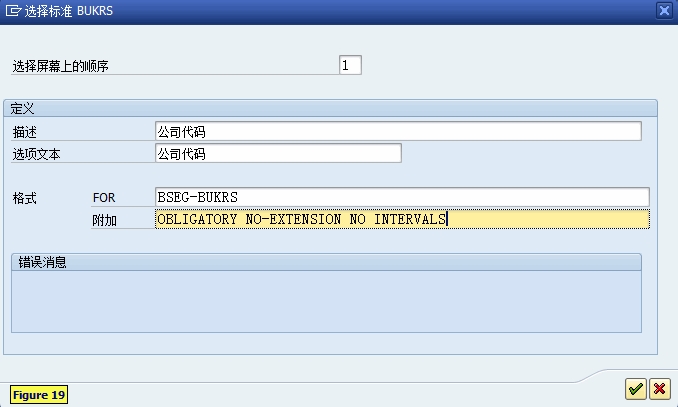 选择标准 BUKRS
选择屏幕上的顺序 1
定义
描述 公司代码
选项文本 公司代码
格式 FOR BSEG-BUKRS
附加 OBLIGATORY NO-EXTENSION NO INTERVALS
错误消息
Figure 19